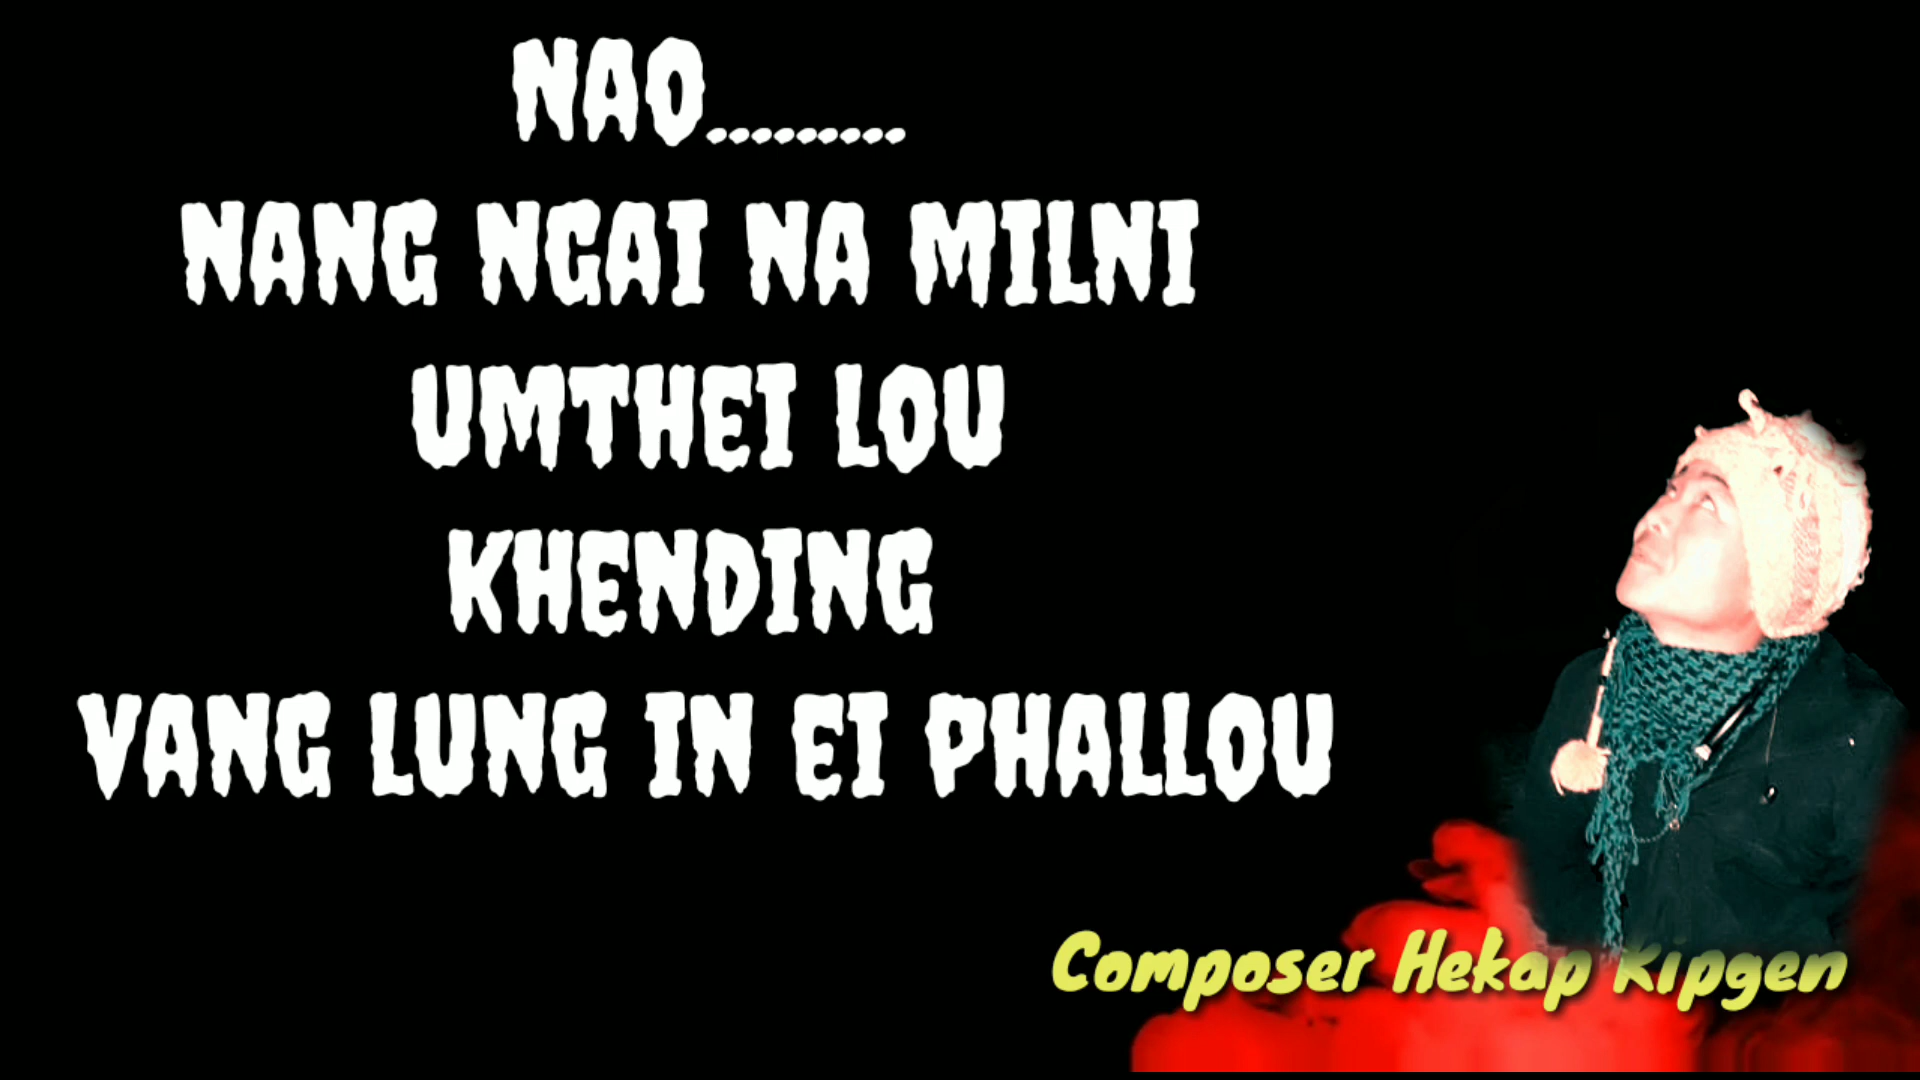 NAO.........
NANG NGAI NA MILNI
UMTHEI LOU
KHENDING
VANG LUNG IN EI PHALLOU
Composer Hekap Kipgen